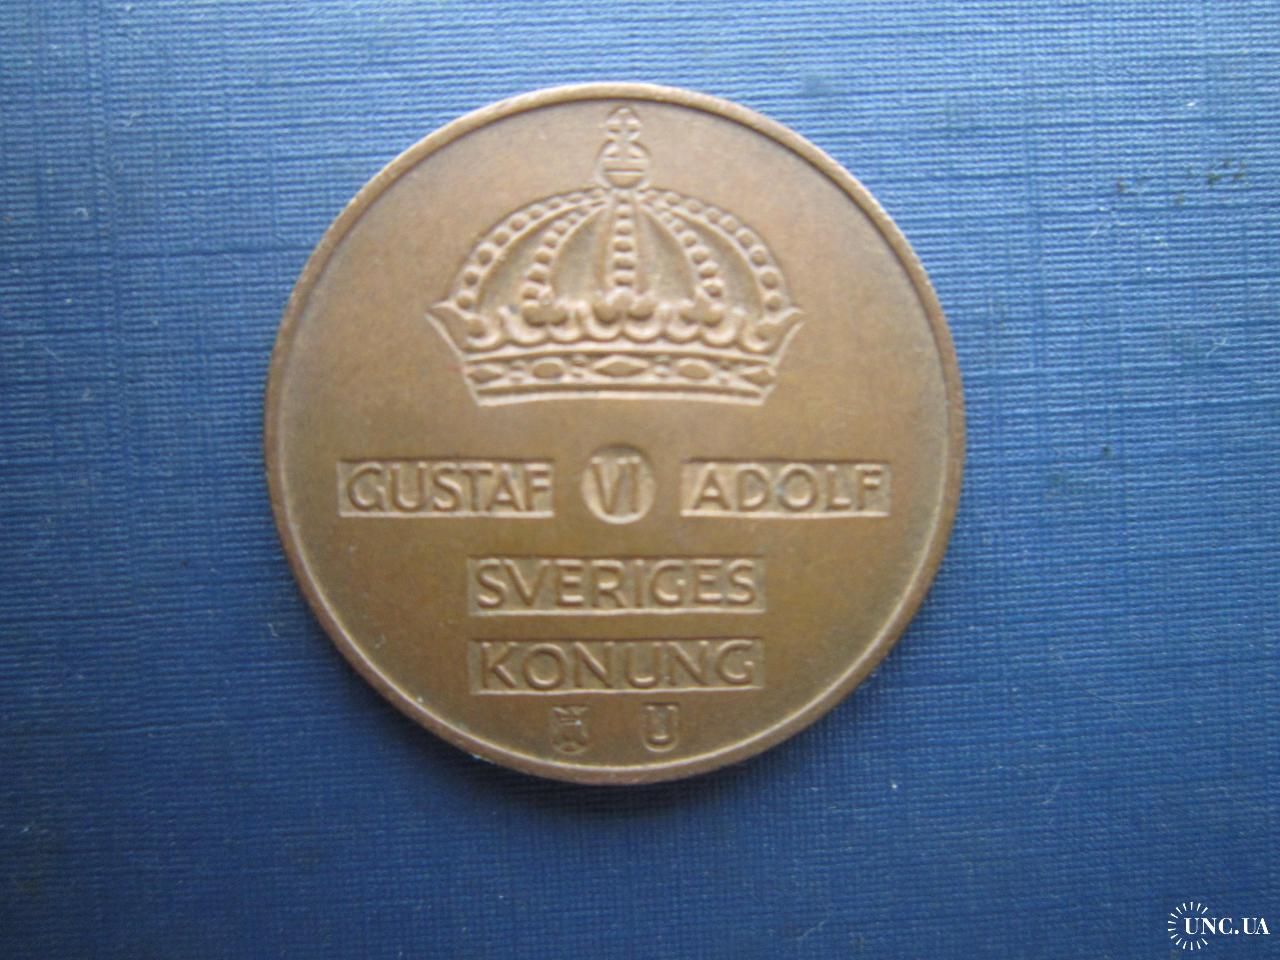 GUSTAF VI ADOLF
SVERIGES
KONUNG
U
UNC.UA